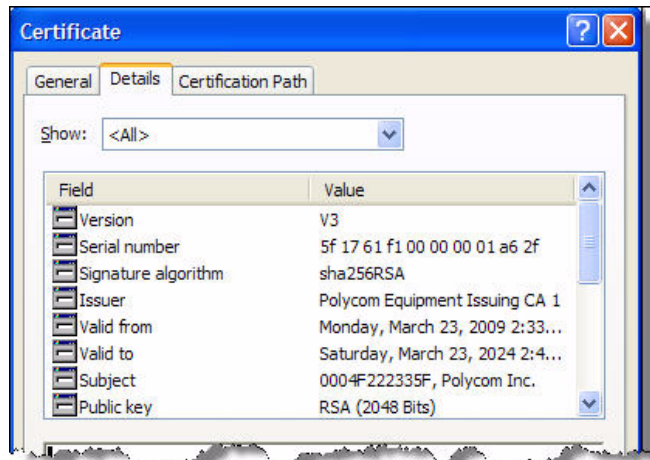 Certificate
General Details Certification Path
Show: <All>
Field Value
Version V3
Serial number 5f 17 61 f1 00 00 00 01 a6 2f
Signature algorithm sha256RSA
Issuer Polycom Equipment Issuing CA 1
Valid from Monday, March 23, 2009 2:33...
Valid to Saturday, March 23, 2024 2:4...
Subject 0004F222335F, Polycom Inc.
Public key RSA (2048 Bits)